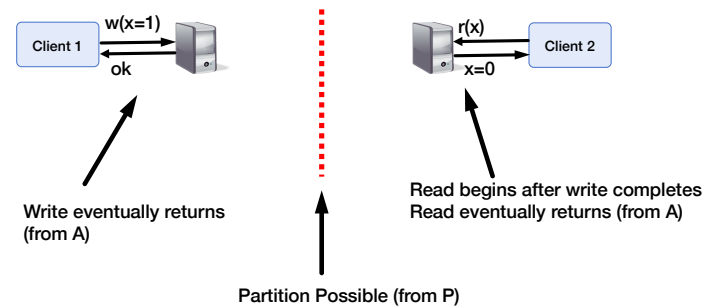 Client 1
w(x=1)
ok
r(x)
x=0
Client 2
Write eventually returns
(from A)
Read begins after write completes
Read eventually returns (from A)
Partition Possible (from P)